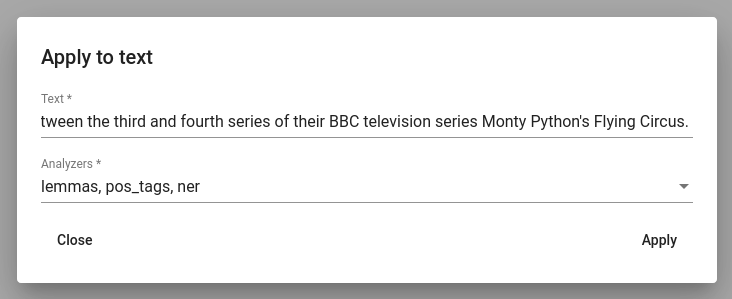 Apply to text
Text *
tween the third and fourth series of their BBC television series Monty Python's Flying Circus.
Analyzers *
lemmas, pos_tags, ner
Close
Apply